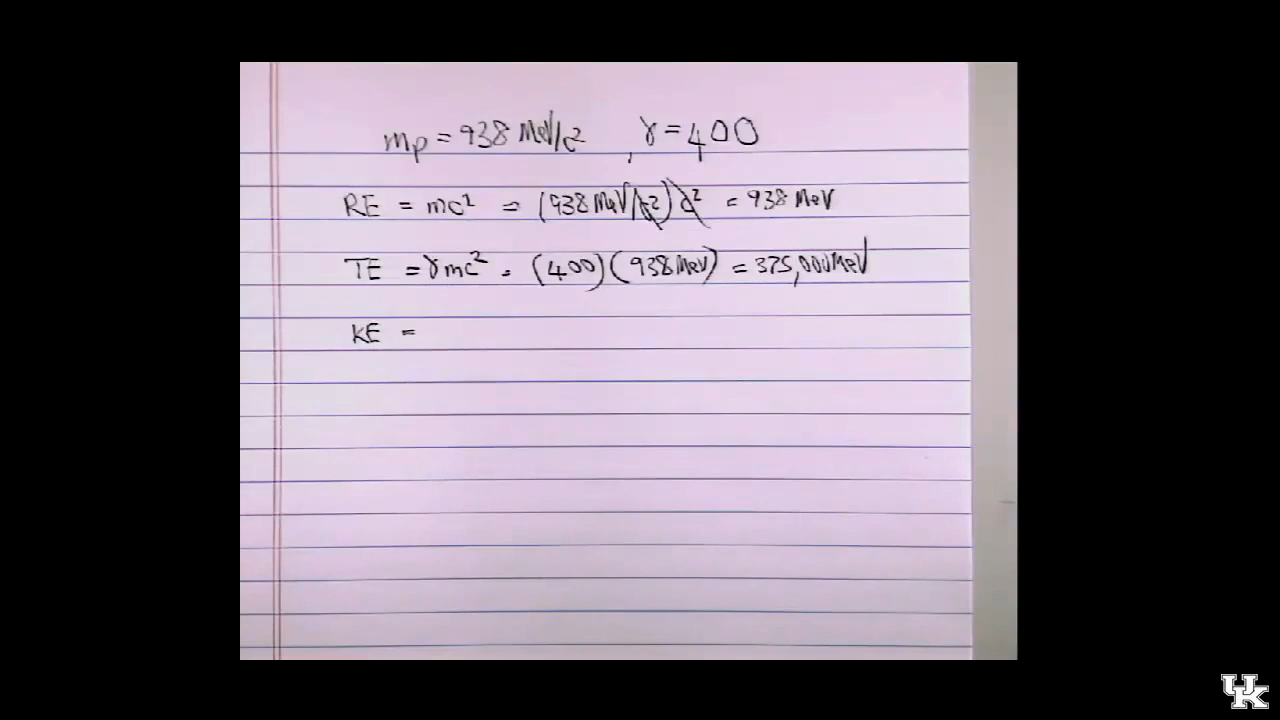 mp = 938 MeV/c² , γ = 400
RE = mc² = (938 MeV/c²) c² = 938 MeV
TE = γmc² = (400)(938 MeV) = 375,000 MeV
KE =
UK